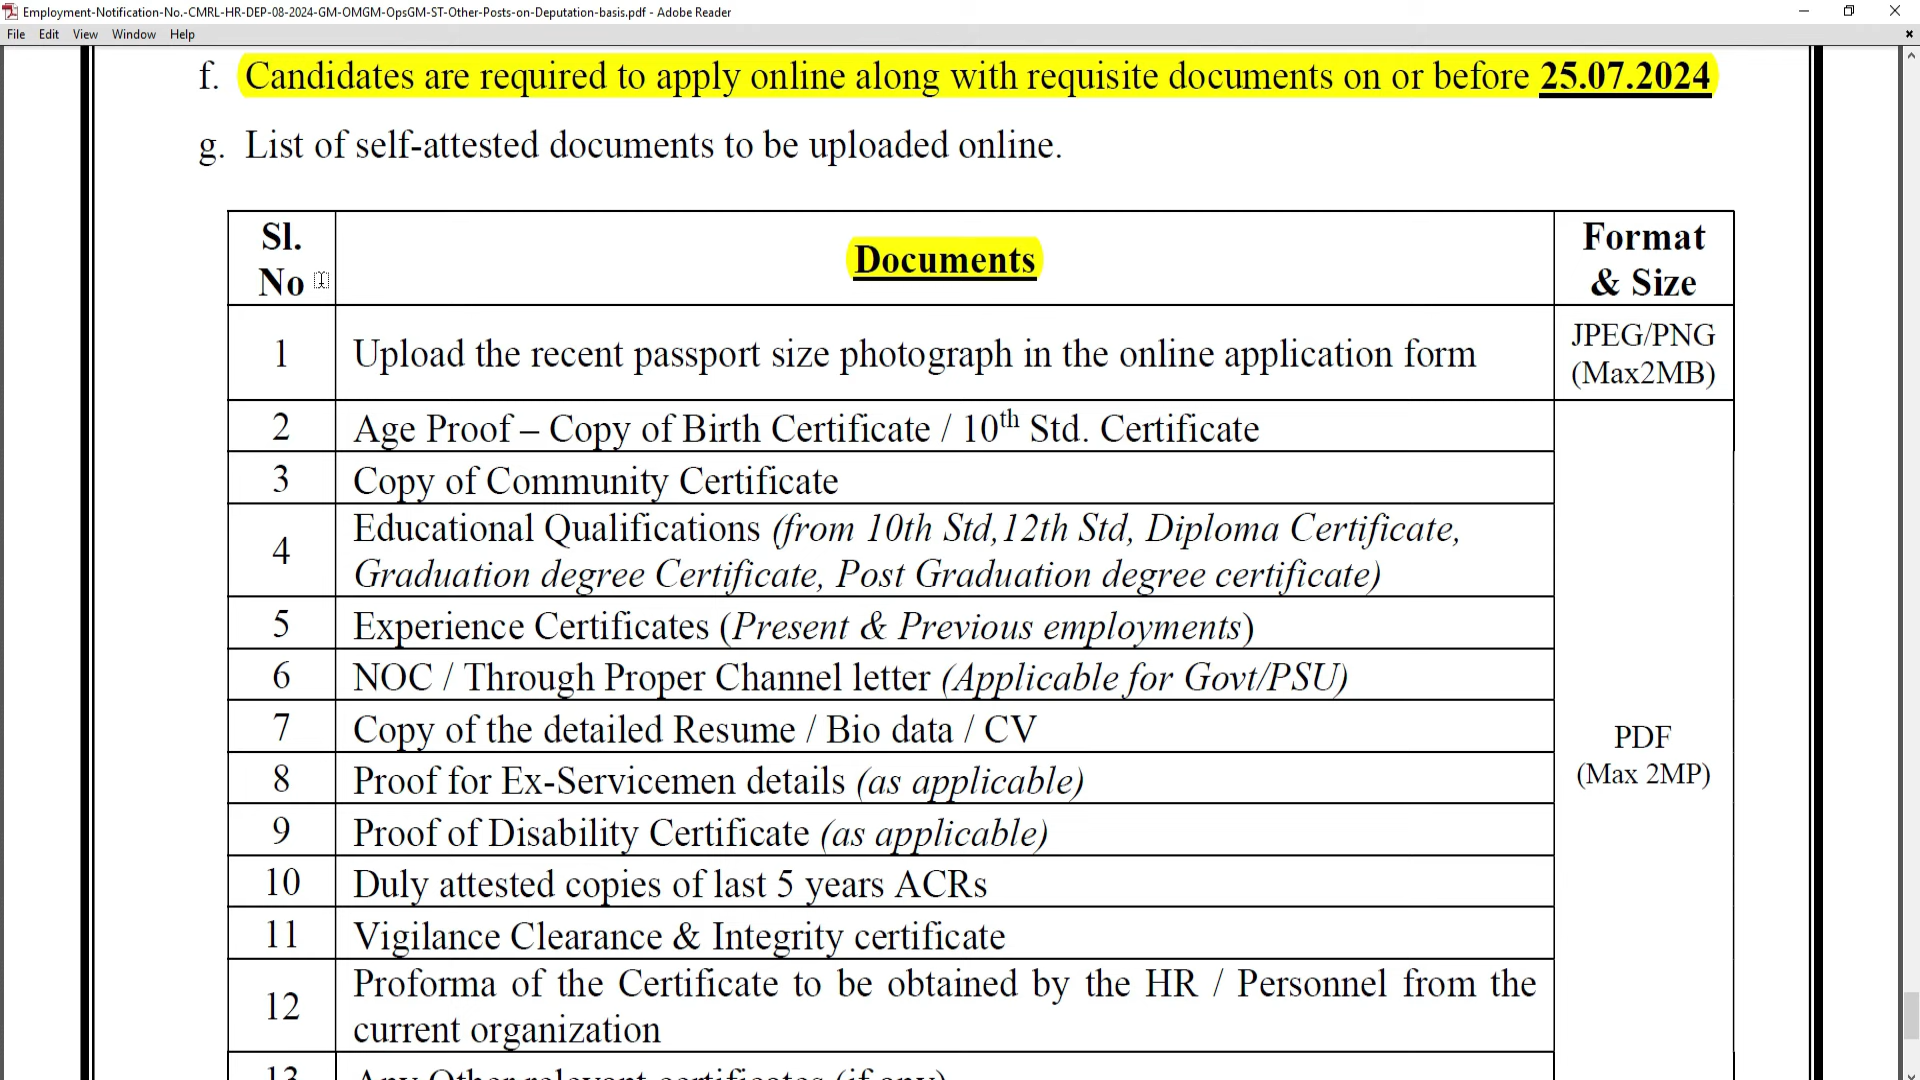 Employment-Notification-No.-CMRL-HR-DEP-08-2024-GM-OMGM-OpsGM-ST-Other-Posts-on-Deputation-basis.pdf - Adobe Reader
File Edit View Window Help
f. Candidates are required to apply online along with requisite documents on or before 25.07.2024
g. List of self-attested documents to be uploaded online.
Sl. No Documents Format & Size
1 Upload the recent passport size photograph in the online application form JPEG/PNG (Max2MB)
2 Age Proof – Copy of Birth Certificate / 10th Std. Certificate
3 Copy of Community Certificate
4 Educational Qualifications (from 10th Std,12th Std, Diploma Certificate,
Graduation degree Certificate, Post Graduation degree certificate)
5 Experience Certificates (Present & Previous employments)
6 NOC / Through Proper Channel letter (Applicable for Govt/PSU)
7 Copy of the detailed Resume / Bio data / CV
PDF
(Max 2MP)
8 Proof for Ex-Servicemen details (as applicable)
9 Proof of Disability Certificate (as applicable)
10 Duly attested copies of last 5 years ACRs
11 Vigilance Clearance & Integrity certificate
12 Proforma of the Certificate to be obtained by the HR / Personnel from the
current organization
13 Any Other relevant certificates (if any)